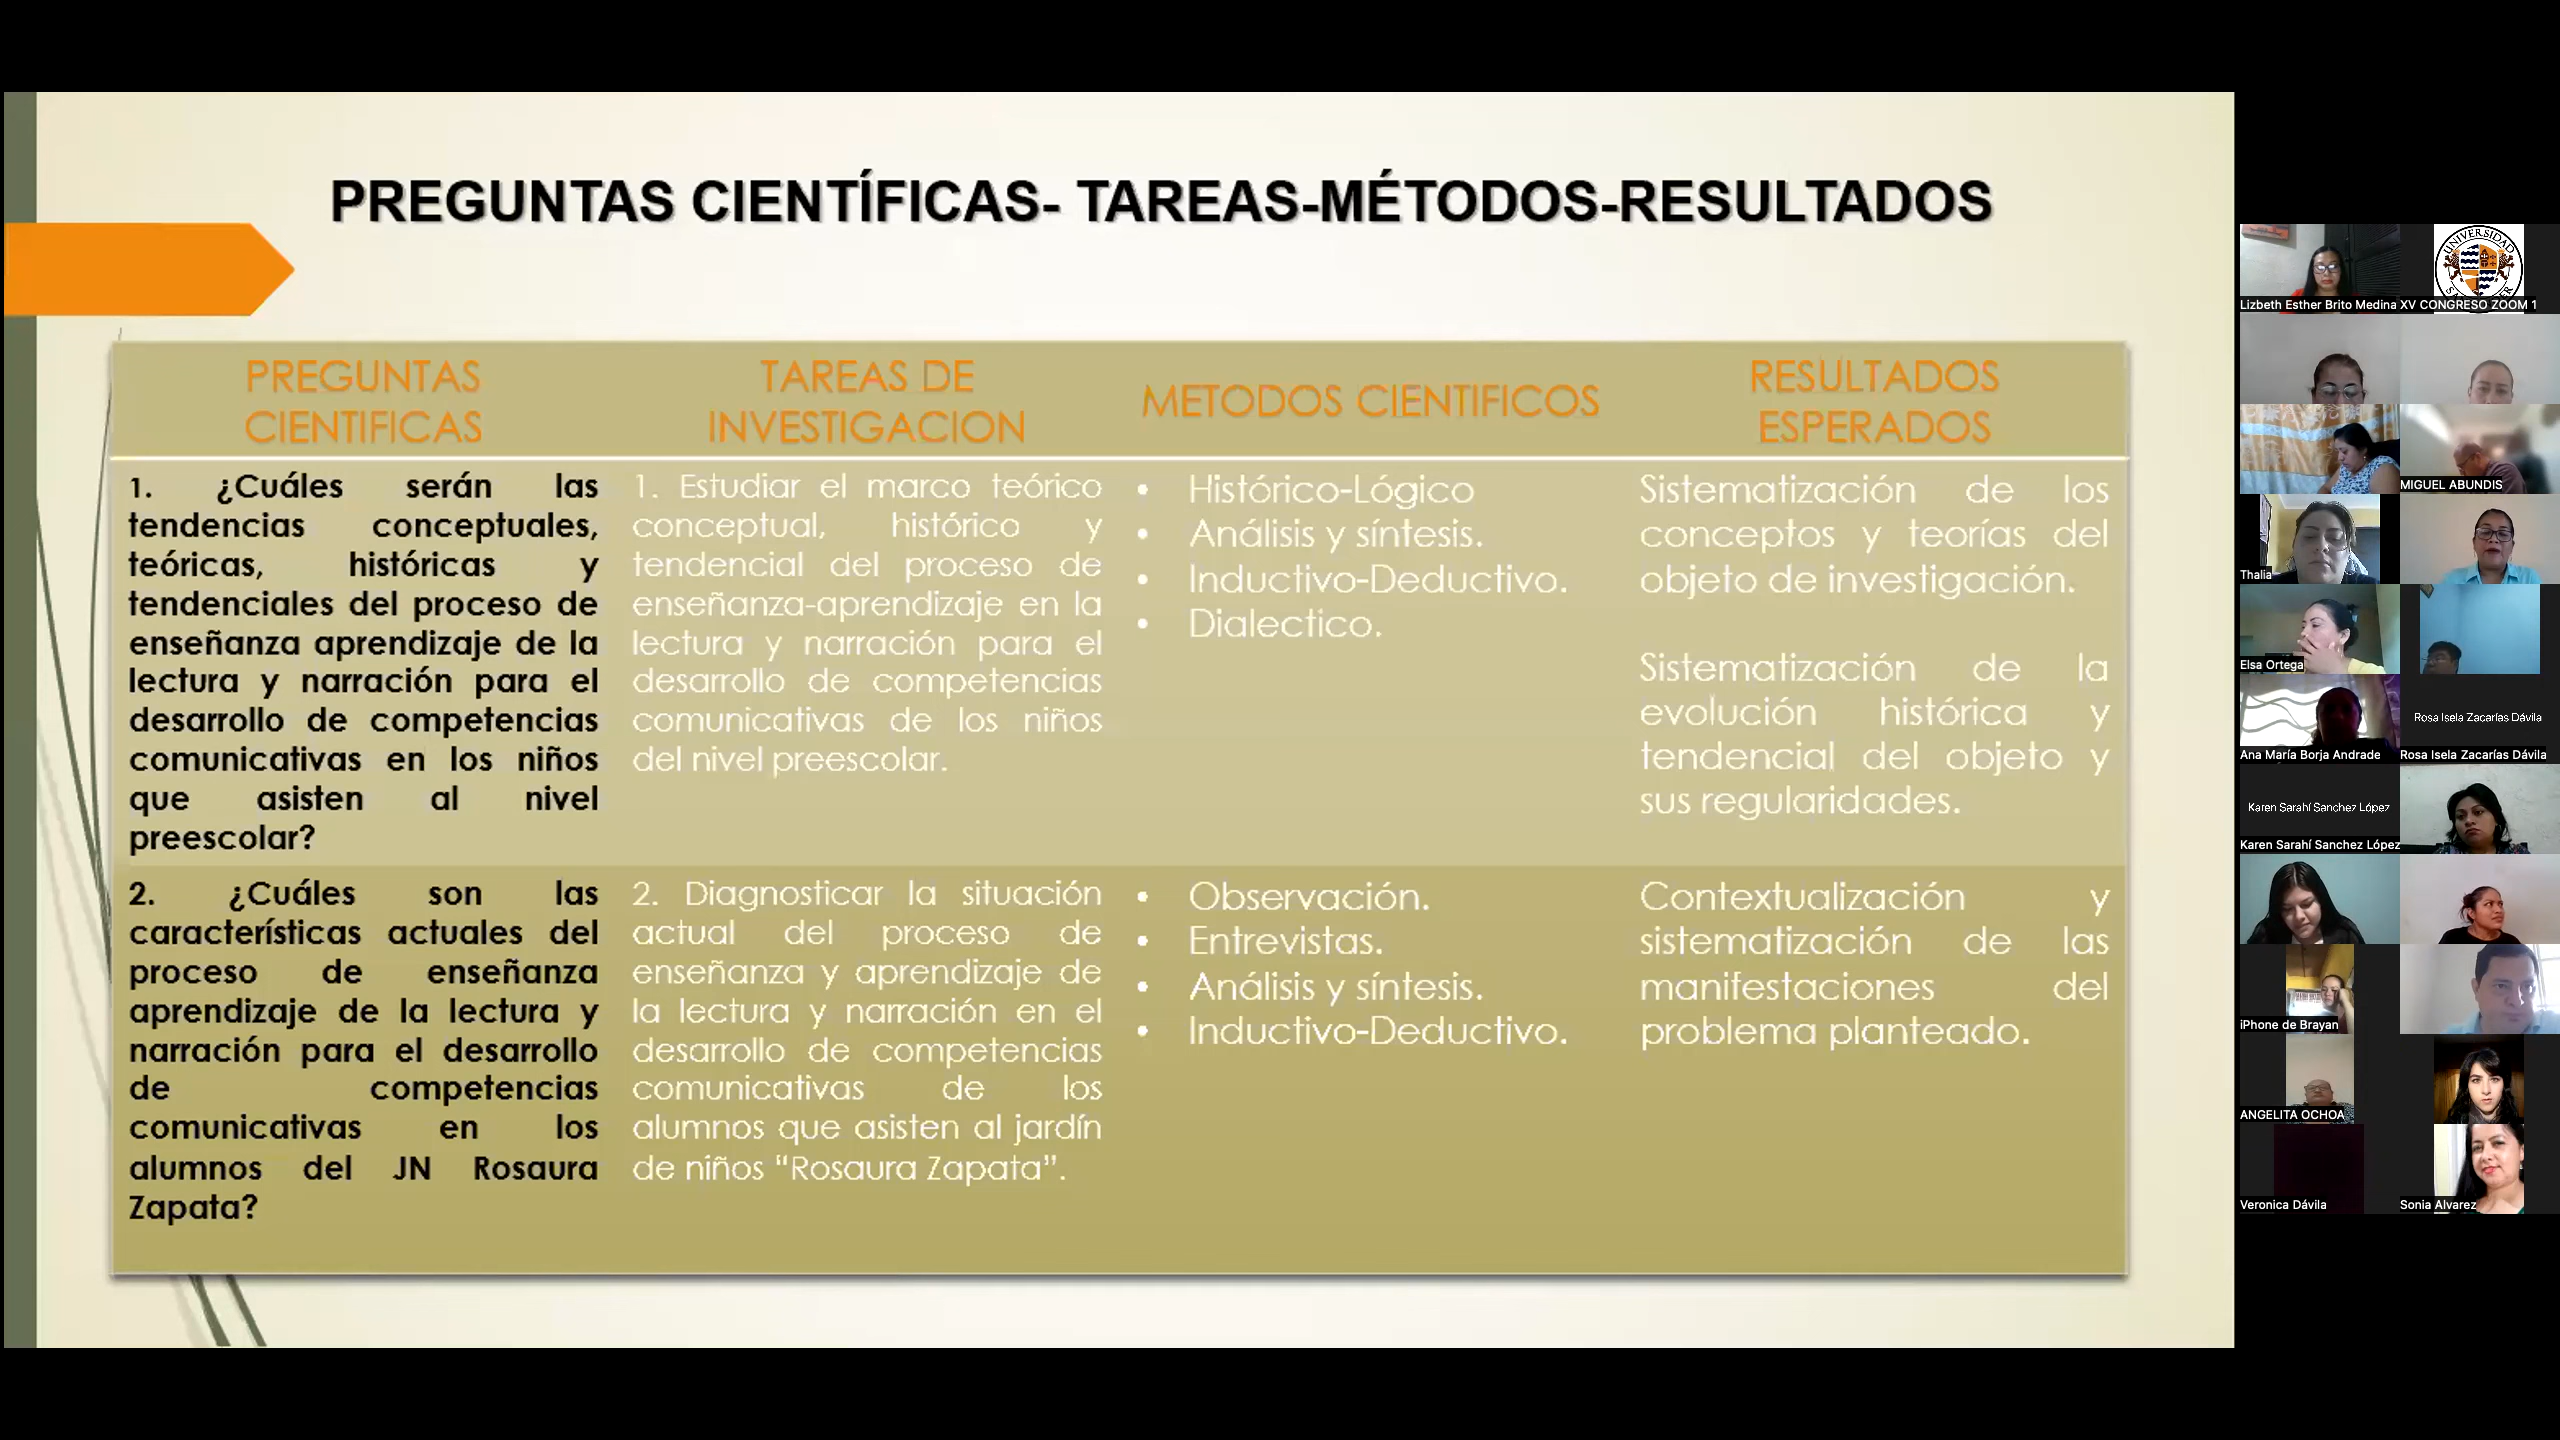 PREGUNTAS CIENTÍFICAS- TAREAS-MÉTODOS-RESULTADOS
PREGUNTAS
CIENTIFICAS
TAREAS DE
INVESTIGACION
METODOS CIENTIFICOS
RESULTADOS
ESPERADOS
1. ¿Cuáles serán las
tendencias conceptuales,
teóricas, históricas y
tendenciales del proceso de
enseñanza aprendizaje de la
lectura y narración para el
desarrollo de competencias
comunicativas en los niños
que asisten al nivel
preescolar?
1. Estudiar el marco teórico
conceptual, histórico y
tendencial del proceso de
enseñanza-aprendizaje en la
lectura y narración para el
desarrollo de competencias
comunicativas de los niños
del nivel preescolar.
• Histórico-Lógico
• Análisis y síntesis.
• Inductivo-Deductivo.
• Dialectico.
Sistematización de los
conceptos y teorías del
objeto de investigación.
Sistematización de la
evolución histórica y
tendencial del objeto y
sus regularidades.
2. ¿Cuáles son las
características actuales del
proceso de enseñanza
aprendizaje de la lectura y
narración para el desarrollo
de competencias
comunicativas en los
alumnos del JN Rosaura
Zapata?
2. Diagnosticar la situación
actual del proceso de
enseñanza y aprendizaje de
la lectura y narración en el
desarrollo de competencias
comunicativas de los
alumnos que asisten al jardín
de niños “Rosaura Zapata”.
• Observación.
• Entrevistas.
• Análisis y síntesis.
• Inductivo-Deductivo.
Contextualización y
sistematización de las
manifestaciones del
problema planteado.
UNIVERSIDAD
Lizbeth Esther Brito Medina
XV CONGRESO ZOOM 1
MIGUEL ABUNDIS
Thalia
Elsa Ortega
Rosa Isela Zacarías Dávila
Ana María Borja Andrade
Rosa Isela Zacarías Dávila
Karen Sarahí Sanchez López
Karen Sarahí Sanchez López
iPhone de Brayan
ANGELITA OCHOA
Veronica Dávila
Sonia Alvarez